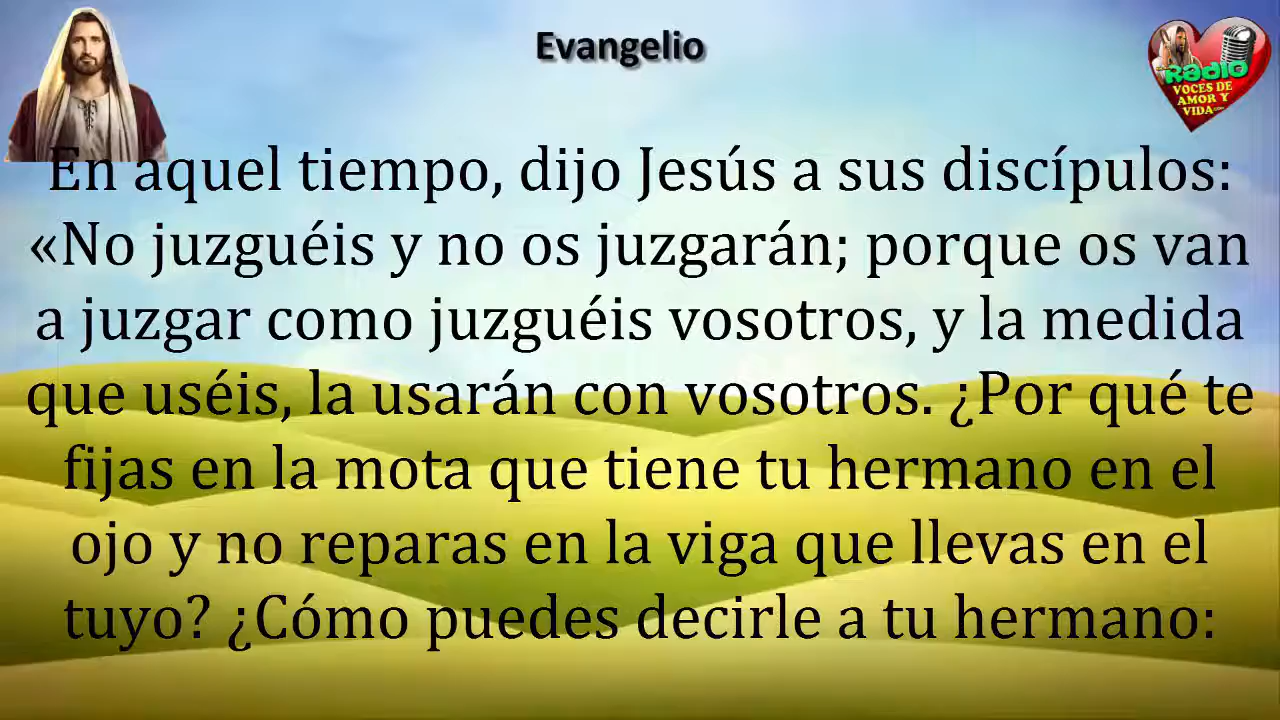 Evangelio
Radio
VOCES DE
AMOR Y
VIDA.com
En aquel tiempo, dijo Jesús a sus discípulos:
«No juzguéis y no os juzgarán; porque os van
a juzgar como juzguéis vosotros, y la medida
que uséis, la usarán con vosotros. ¿Por qué te
fijas en la mota que tiene tu hermano en el
ojo y no reparas en la viga que llevas en el
tuyo? ¿Cómo puedes decirle a tu hermano: